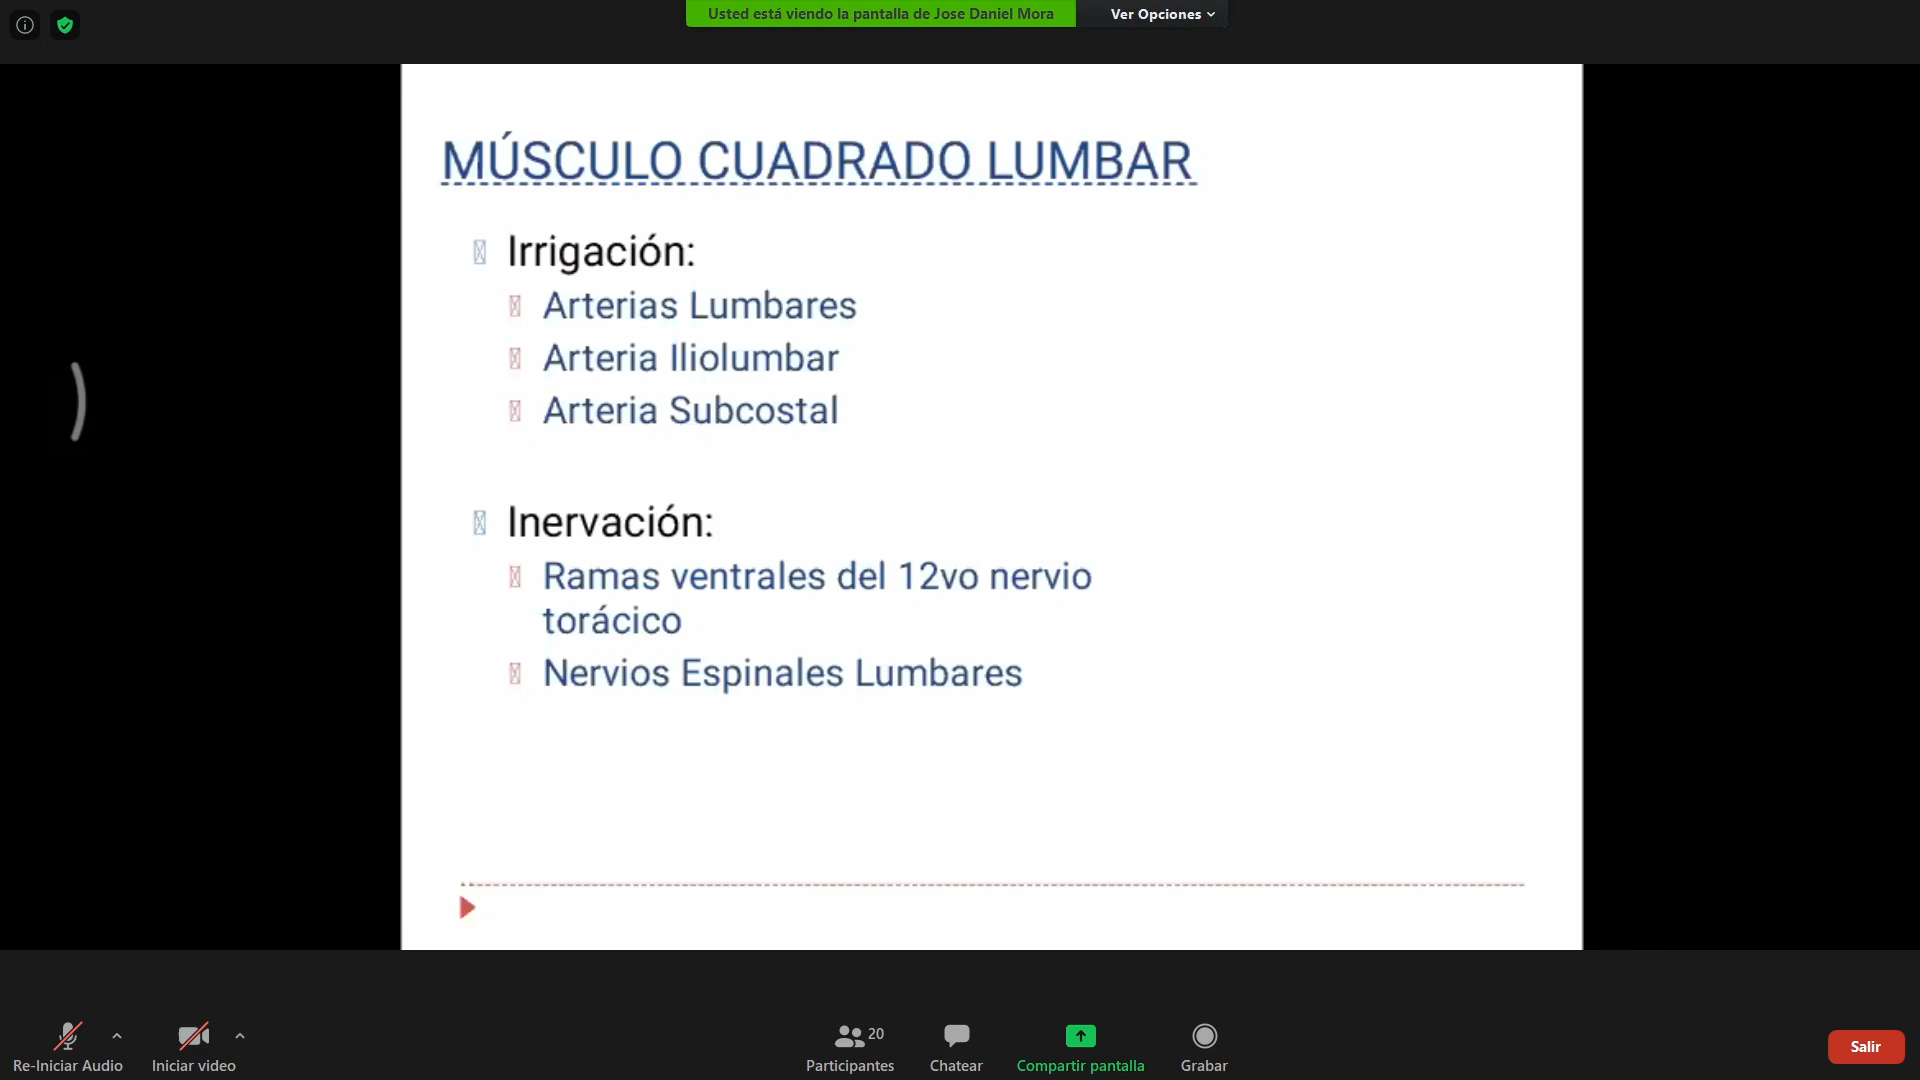 Usted está viendo la pantalla de Jose Daniel Mora
Ver Opciones
MÚSCULO CUADRADO LUMBAR
Irrigación:
Arterias Lumbares
Arteria Iliolumbar
Arteria Subcostal
Inervación:
Ramas ventrales del 12vo nervio
torácico
Nervios Espinales Lumbares
Re-Iniciar Audio
Iniciar video
20
Participantes
Chatear
Compartir pantalla
Grabar
Salir